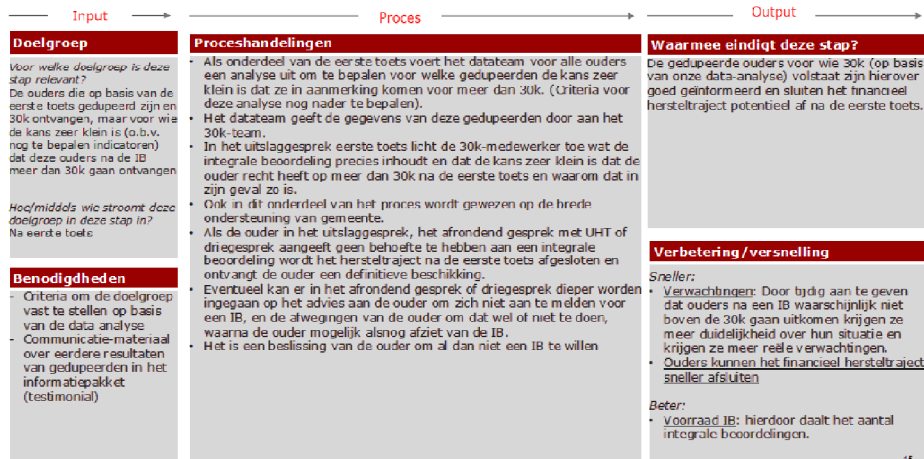 Input
Proces
Output
Doelgroep
Voor welke doelgroep is deze
stap relevant?
De ouders die op basis van de
eerste toets gedupeerd zijn en
30k ontvangen, maar voor wie
de kans zeer klein is (o.b.v.
nog te bepalen indicatoren)
dat deze ouders na de IB
meer dan 30k gaan ontvangen
Hoe/middels wie stroomt deze
doelgroep in deze stap in?
Na eerste toets
Benodigdheden
- Criteria om de doelgroep
vast te stellen op basis
van de data analyse
- Communicatie-materiaal
over eerdere resultaten
van gedupeerden in het
informatiepakket
(testimonial)
Proceshandelingen
• Als onderdeel van de eerste toets voert het datateam voor alle ouders
een analyse uit om te bepalen voor welke gedupeerden de kans zeer
klein is dat ze in aanmerking komen voor meer dan 30k. (Criteria voor
deze analyse nog nader te bepalen).
• Het datateam geeft de gegevens van deze gedupeerden door aan het
30k-team.
• In het uitslaggesprek eerste toets licht de 30k-medewerker toe wat de
integrale beoordeling precies inhoudt en dat de kans zeer klein is dat de
ouder recht heeft op meer dan 30k na de eerste toets en waarom dat in
zijn geval zo is.
• Ook in dit onderdeel van het proces wordt gewezen op de brede
ondersteuning van gemeente.
• Als de ouder in het uitslaggesprek, het afrondend gesprek met UHT of
driegesprek aangeeft geen behoefte te hebben aan een integrale
beoordeling wordt het hersteltraject na de eerste toets afgesloten en
ontvangt de ouder een definitieve beschikking.
• Eventueel kan er in het afrondend gesprek of driegesprek dieper worden
ingegaan op het advies aan de ouder om zich niet aan te melden voor
een IB, en de afwegingen van de ouder om dat wel of niet te doen,
waarna de ouder mogelijk alsnog afziet van de IB.
• Het is een beslissing van de ouder om al dan niet een IB te willen
Waarmee eindigt deze stap?
De gedupeerde ouders voor wie 30k (op basis
van onze data-analyse) volstaat zijn hierover
goed geïnformeerd en sluiten het financieel
hersteltraject potentieel af na de eerste toets.
Verbetering/versnelling
Sneller:
• Verwachtingen: Door tijdig aan te geven
dat ouders na een IB waarschijnlijk niet
boven de 30k gaan uitkomen krijgen ze
meer duidelijkheid over hun situatie en
krijgen ze meer reële verwachtingen.
• Ouders kunnen het financieel hersteltraject
sneller afsluiten
Beter:
• Voorraad IB: hierdoor daalt het aantal
integrale beoordelingen.